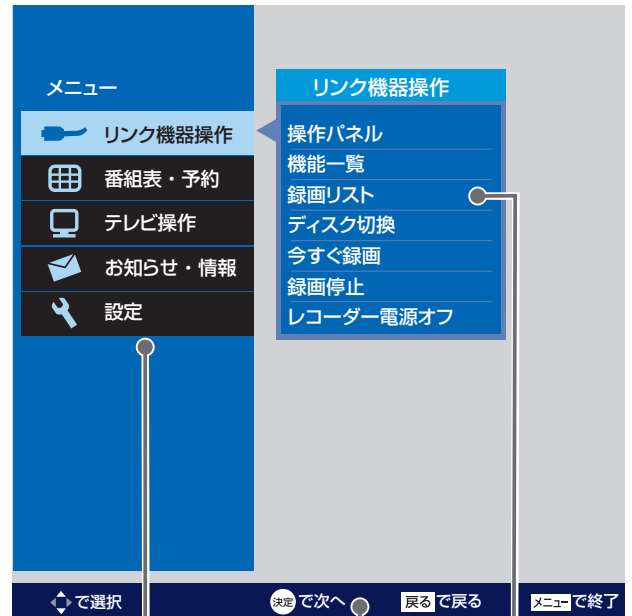 メニュー
リンク機器操作
番組表・予約
テレビ操作
お知らせ・情報
設定
リンク機器操作
操作パネル
機能一覧
録画リスト
ディスク切換
今すぐ録画
録画停止
レコーダー電源オフ
で選択 決定 で次へ 戻る で戻る メニュー で終了